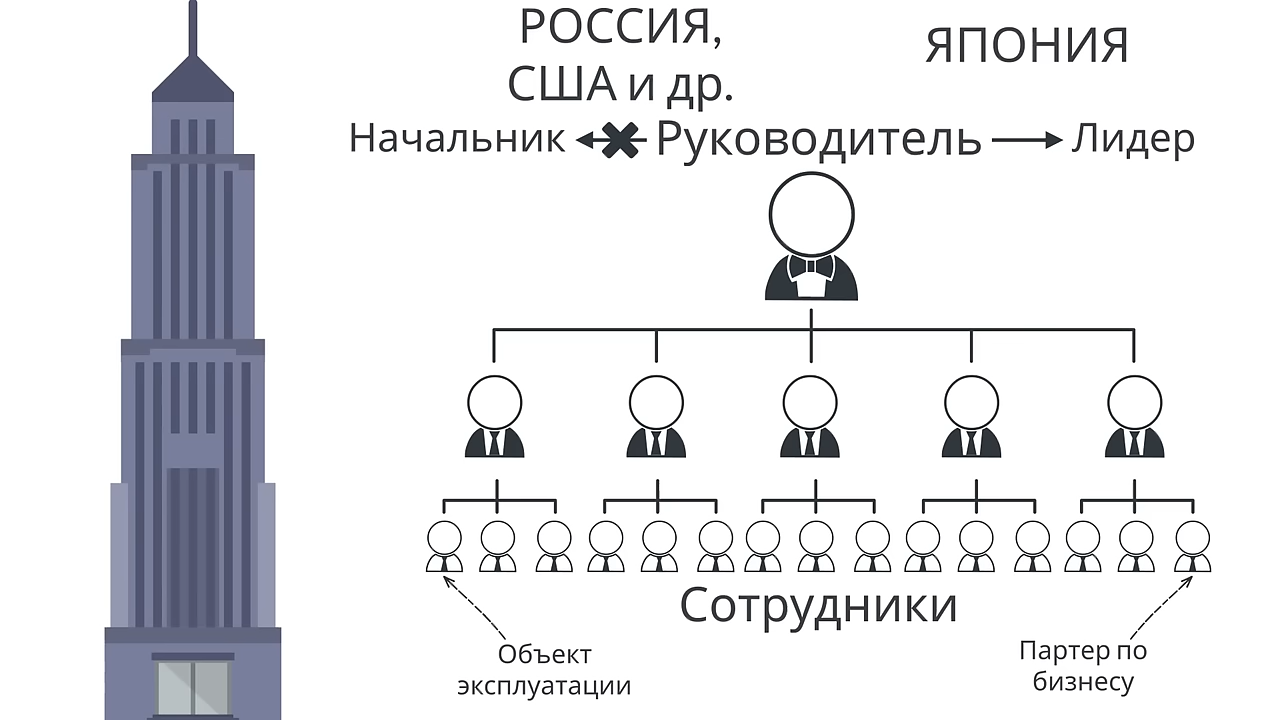 РОССИЯ,
США и др.
ЯПОНИЯ
Начальник
Руководитель
Лидер
Сотрудники
Объект
эксплуатации
Партер по
бизнесу